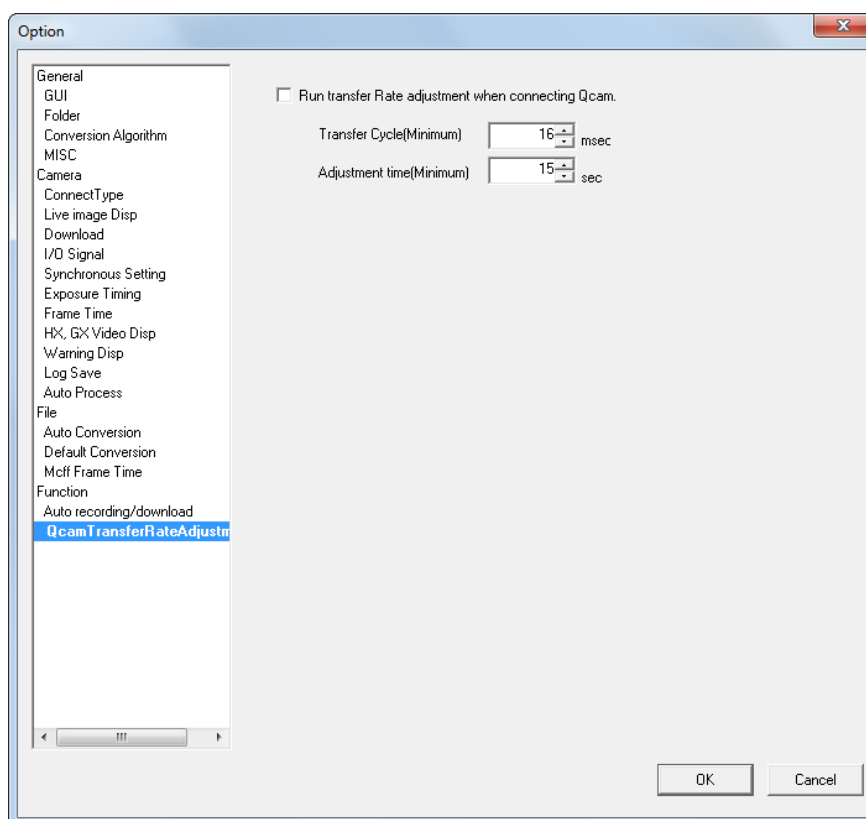 Option
General
GUI
Folder
Conversion Algorithm
MISC
Camera
ConnectType
Live image Disp
Download
I/O Signal
Synchronous Setting
Exposure Timing
Frame Time
HX, GX Video Disp
Warning Disp
Log Save
Auto Process
File
Auto Conversion
Default Conversion
Mcff Frame Time
Function
Auto recording/download
QcamTransferRateAdjustm
Run transfer Rate adjustment when connecting Qcam.
Transfer Cycle(Minimum) 16 msec
Adjustment time(Minimum) 15 sec
OK Cancel